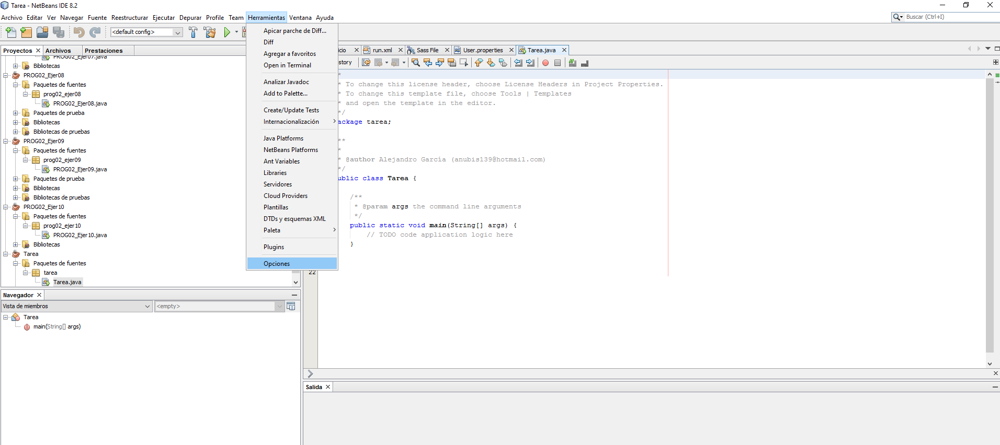 Tarea - NetBeans IDE 8.2
Archivo Editar Ver Navegar Fuente Reestructurar Ejecutar Depurar Profile Team Herramientas Ventana Ayuda
Buscar (Ctrl+I)
<default config>
Proyectos Archivos Prestaciones
PROG02_Ejer07.java
Bibliotecas
PROG02_Ejer08
Paquetes de fuentes
prog02_ejer08
PROG02_Ejer08.java
Paquetes de prueba
Bibliotecas
Bibliotecas de pruebas
PROG02_Ejer09
Paquetes de fuentes
prog02_ejer09
PROG02_Ejer09.java
Paquetes de prueba
Bibliotecas
Bibliotecas de pruebas
PROG02_Ejer10
Paquetes de fuentes
prog02_ejer10
PROG02_Ejer10.java
Bibliotecas
Tarea
Paquetes de fuentes
tarea
Tarea.java
Apicar parche de Diff...
Diff
Agregar a favoritos
Open in Terminal
Analizar Javadoc
Add to Palette...
Create/Update Tests
Internacionalización
Java Platforms
NetBeans Platforms
Ant Variables
Libraries
Servidores
Cloud Providers
Plantillas
DTDs y esquemas XML
Paleta
Plugins
Opciones
icio run.xml Sass File User.properties Tarea.java
story
*
* To change this license header, choose License Headers in Project Properties.
* To change this template file, choose Tools | Templates
* and open the template in the editor.
*/
ackage tarea;
**
*
* @author Alejandro García (anubis139@hotmail.com)
*/
ublic class Tarea {
/**
* @param args the command line arguments
*/
public static void main(String[] args) {
// TODO code application logic here
}
22
Navegador
Vista de miembros <empty>
Tarea
main(String[] args)
Salida